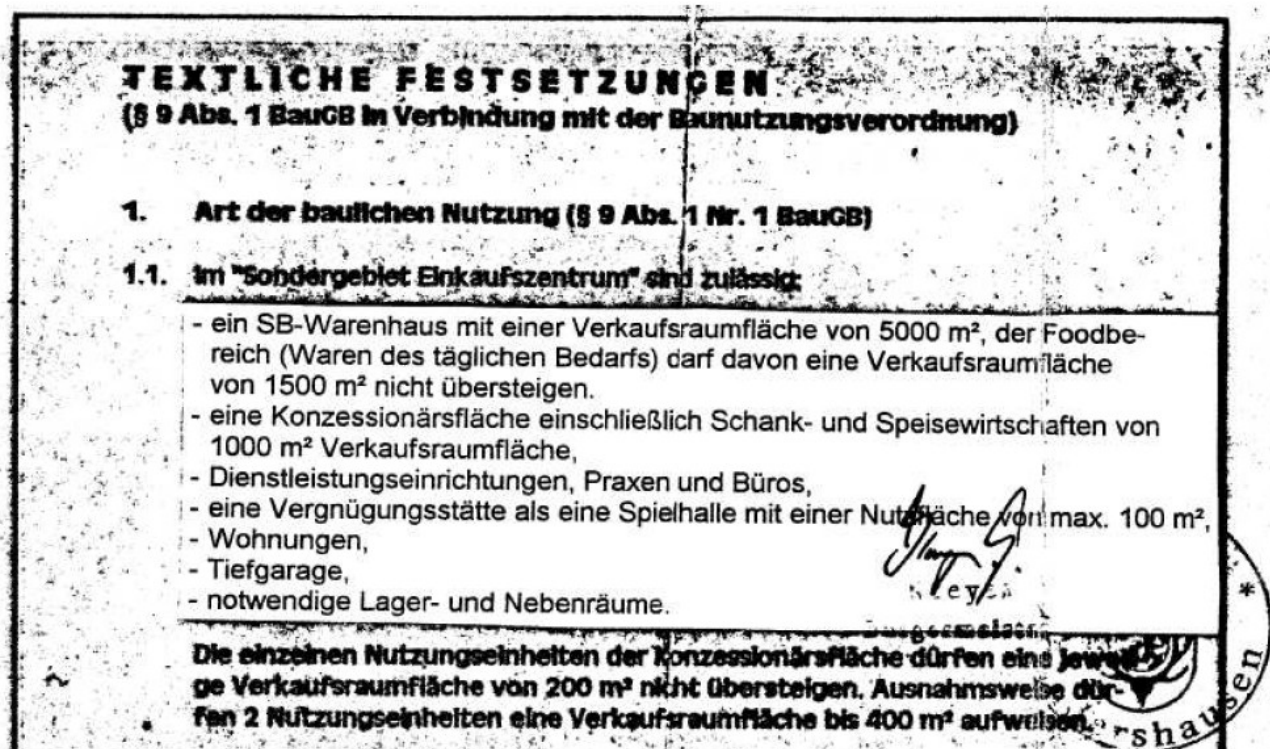 TEXTLICHE FESTSETZUNGEN
(§ 9 Abs. 1 BauGB in Verbindung mit der Baunutzungsverordnung)
1. Art der baulichen Nutzung (§ 9 Abs. 1 Nr. 1 BauGB)
1.1. Im "Sondergebiet Einkaufszentrum" sind zulässig:
- ein SB-Warenhaus mit einer Verkaufsraumfläche von 5000 m², der Foodbe-
reich (Waren des täglichen Bedarfs) darf davon eine Verkaufsraumfläche
von 1500 m² nicht übersteigen.
- eine Konzessionärsfläche einschließlich Schank- und Speisewirtschaften von
1000 m² Verkaufsraumfläche,
- Dienstleistungseinrichtungen, Praxen und Büros,
- eine Vergnügungsstätte als eine Spielhalle mit einer Nutzfläche von max. 100 m²,
- Wohnungen,
- Tiefgarage,
- notwendige Lager- und Nebenräume.
Die einzelnen Nutzungseinheiten der Konzessionärsfläche dürfen eine jeweili-
ge Verkaufsraumfläche von 200 m² nicht übersteigen. Ausnahmsweise dür-
fen 2 Nutzungseinheiten eine Verkaufsraumfläche bis 400 m² aufweisen.